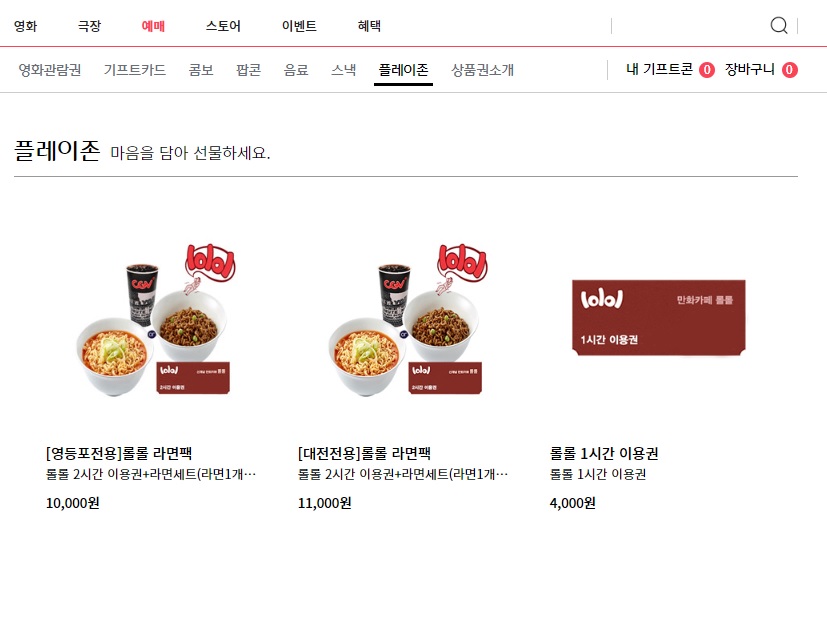 영화 극장 예매 스토어 이벤트 혜택
영화관람권 기프트카드 콤보 팝콘 음료 스낵 플레이존 상품권소개 내 기프트콘 0 장바구니 0
플레이존 마음을 담아 선물하세요.
lolol lolol
CGV CGV
lolol 만화카페 롤롤
1시간 이용권
lolol lolol
2시간 이용권 2시간 이용권
[영등포전용]롤롤 라면팩 [대전전용]롤롤 라면팩 롤롤 1시간 이용권
롤롤 2시간 이용권+라면세트(라면1개… 롤롤 2시간 이용권+라면세트(라면1개… 롤롤 1시간 이용권
10,000원 11,000원 4,000원